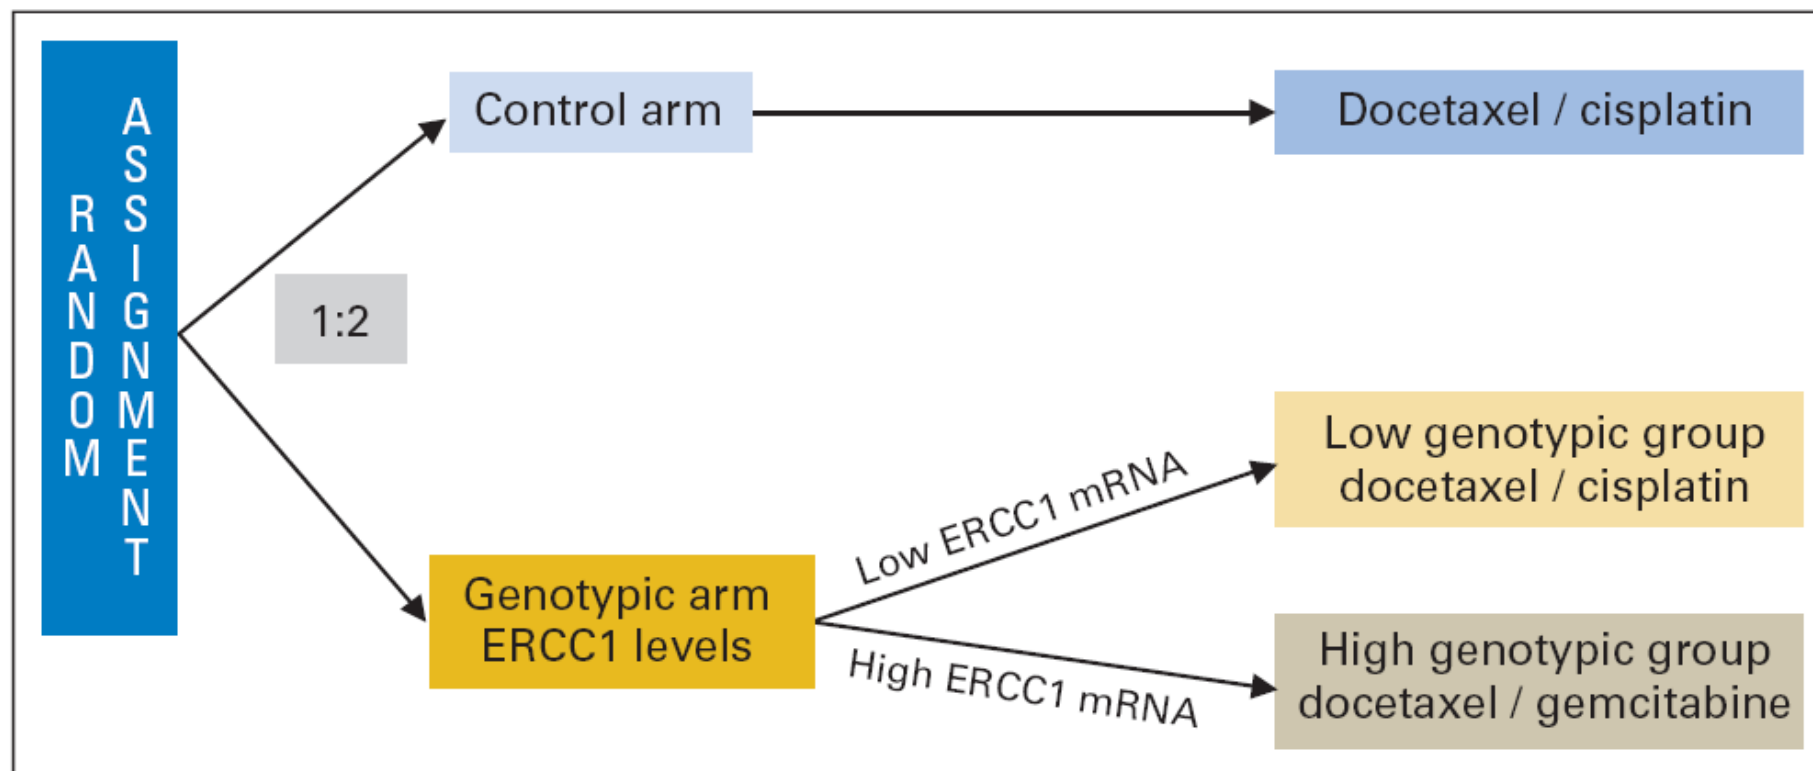 RANDOM
ASSIGNMENT
Control arm
Docetaxel / cisplatin
1:2
Genotypic arm
ERCC1 levels
Low ERCC1 mRNA
Low genotypic group
docetaxel / cisplatin
High ERCC1 mRNA
High genotypic group
docetaxel / gemcitabine